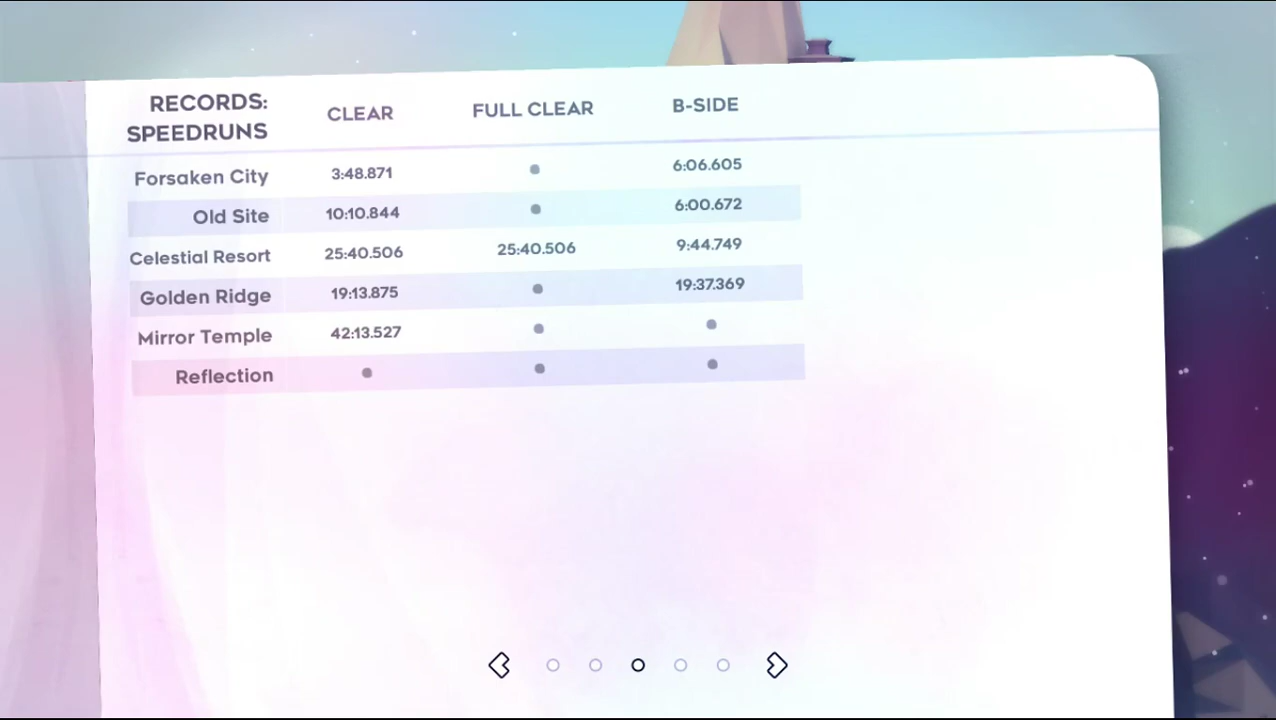 RECORDS:
SPEEDRUNS CLEAR FULL CLEAR B-SIDE
Forsaken City 3:48.871 6:06.605
Old Site 10:10.844 6:00.672
Celestial Resort 25:40.506 25:40.506 9:44.749
Golden Ridge 19:13.875 19:37.369
Mirror Temple 42:13.527
Reflection